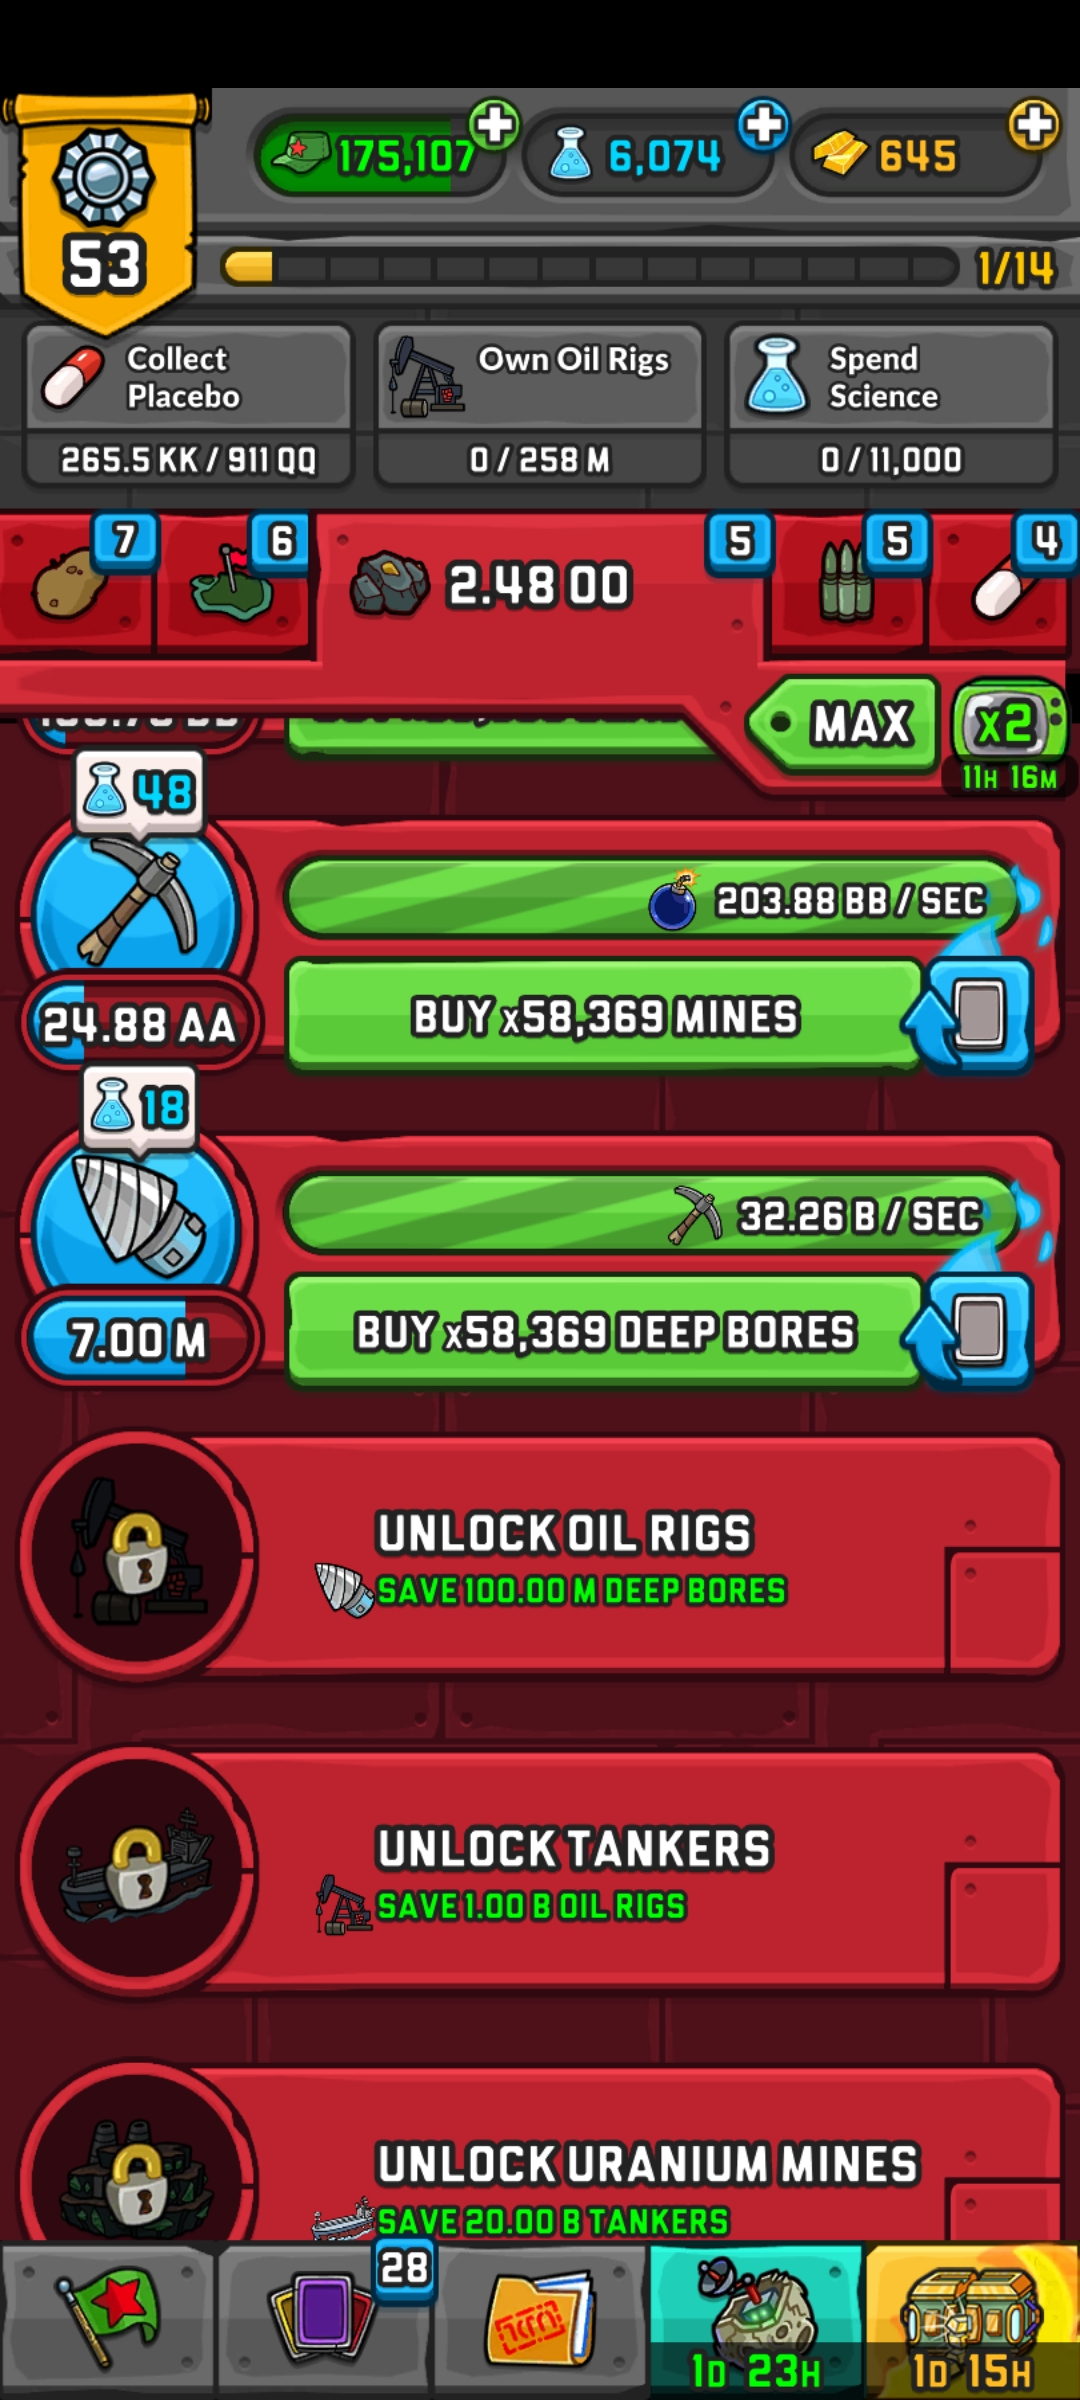 53
175,107
6,074
645
1/14
Collect
Placebo
265.5 KK / 911 QQ
Own Oil Rigs
0 / 258 M
Spend
Science
0 / 11,000
7
6
2.48 OO
5
5
4
MAX
x2
11H 16M
48
203.88 BB / SEC
24.88 AA
BUY x58,369 MINES
18
32.26 B / SEC
7.00 M
BUY x58,369 DEEP BORES
UNLOCK OIL RIGS
SAVE 100.00 M DEEP BORES
UNLOCK TANKERS
SAVE 1.00 B OIL RIGS
UNLOCK URANIUM MINES
SAVE 20.00 B TANKERS
28
1D 23H
1D 15H